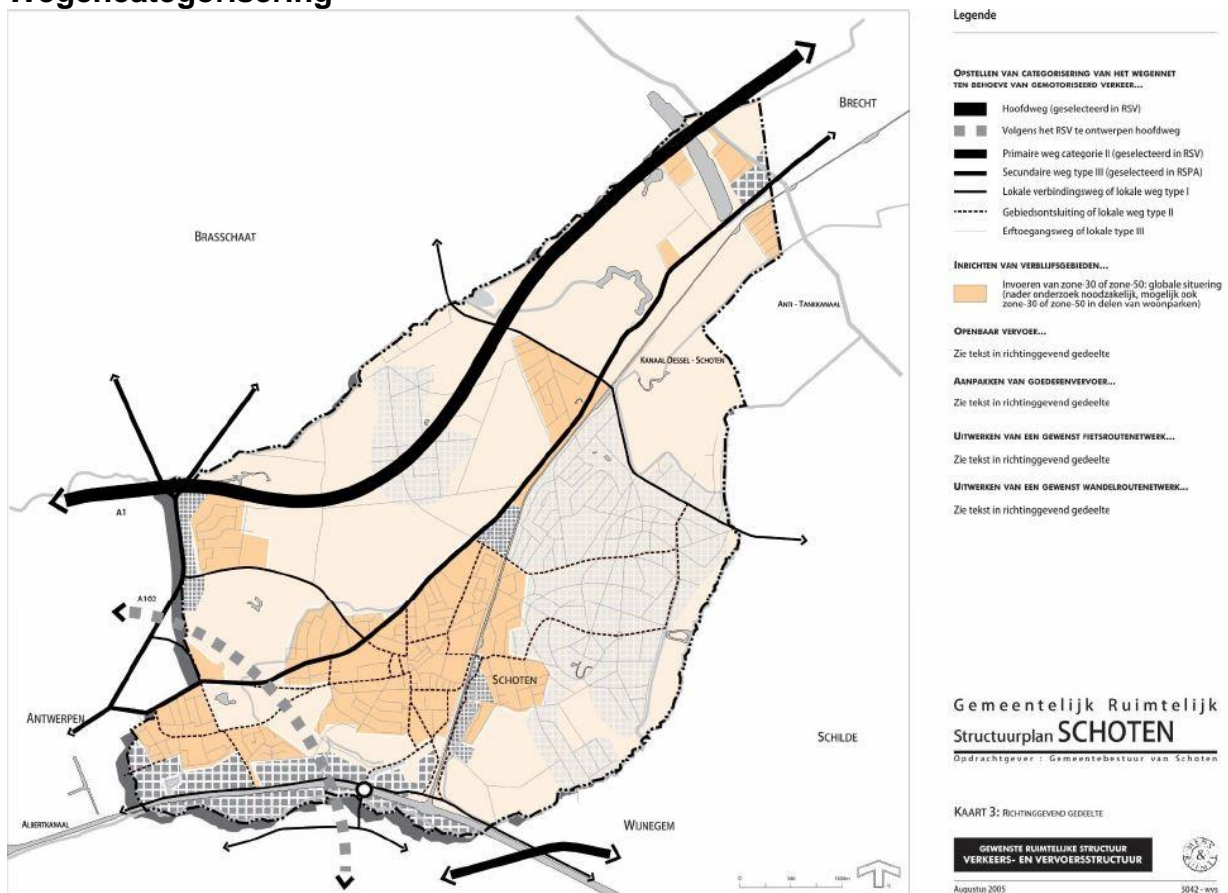 Wegencategorisering
BRECHT
BRASSCHAAT
ANTI - TANKKANAAL
KANAAL DESSEL - SCHOTEN
A1
A102
SCHOTEN
ANTWERPEN
SCHILDE
ALBERTKANAAL
WIJNEGEM
0 500 1000m
N
Legende
OPSTELLEN VAN CATEGORISERING VAN HET WEGENNET
TEN BEHOEVE VAN GEMOTORISEERD VERKEER...
Hoofdweg (geselecteerd in RSV)
Volgens het RSV te ontwerpen hoofdweg
Primaire weg categorie II (geselecteerd in RSV)
Secundaire weg type III (geselecteerd in RSPA)
Lokale verbindingsweg of lokale weg type I
Gebiedsontsluiting of lokale weg type II
Erftoegangsweg of lokale type III
INRICHTEN VAN VERBLIJFSGEBIEDEN...
Invoeren van zone-30 of zone-50: globale situering
(nader onderzoek noodzakelijk, mogelijk ook
zone-30 of zone-50 in delen van woonparken)
OPENBAAR VERVOER...
Zie tekst in richtinggevend gedeelte
AANPAKKEN VAN GOEDERENVERVOER...
Zie tekst in richtinggevend gedeelte
UITWERKEN VAN EEN GEWENST FIETSROUTENETWERK...
Zie tekst in richtinggevend gedeelte
UITWERKEN VAN EEN GEWENST WANDELROUTENETWERK...
Zie tekst in richtinggevend gedeelte
Gemeentelijk Ruimtelijk
Structuurplan SCHOTEN
Opdrachtgever : Gemeentebestuur van Schoten
KAART 3: RICHTINGGEVEND GEDEELTE
GEWENSTE RUIMTELIJKE STRUCTUUR
VERKEERS- EN VERVOERSSTRUCTUUR
MENS & RUIMTE
Augustus 2005
5042 - wvs